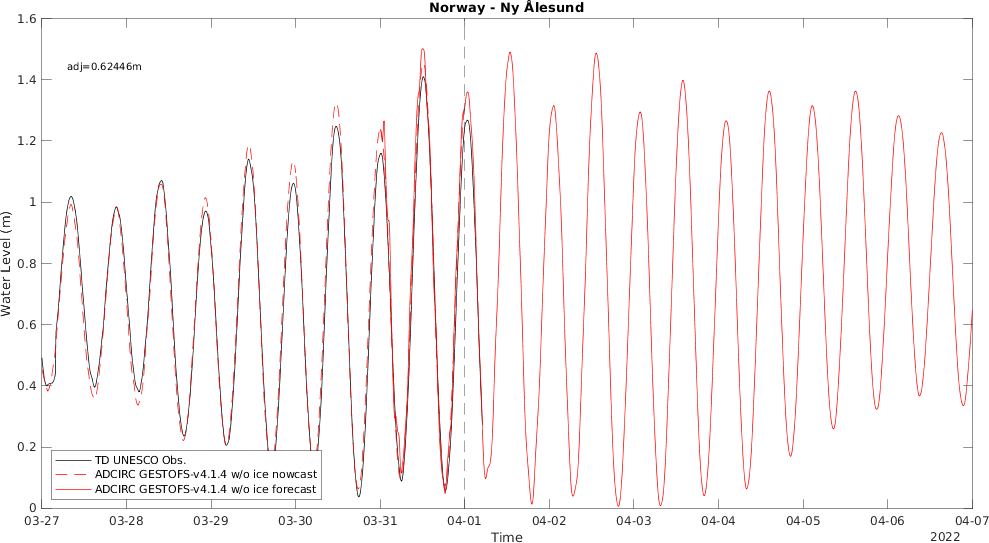 Norway - Ny Ålesund
1.6
adj=0.62446m
1.4
1.2
1
0.8
0.6
0.4
0.2
0
Water Level (m)
TD UNESCO Obs.
ADCIRC GESTOFS-v4.1.4 w/o ice nowcast
ADCIRC GESTOFS-v4.1.4 w/o ice forecast
03-27 03-28 03-29 03-30 03-31 04-01 04-02 04-03 04-04 04-05 04-06 04-07
Time
2022